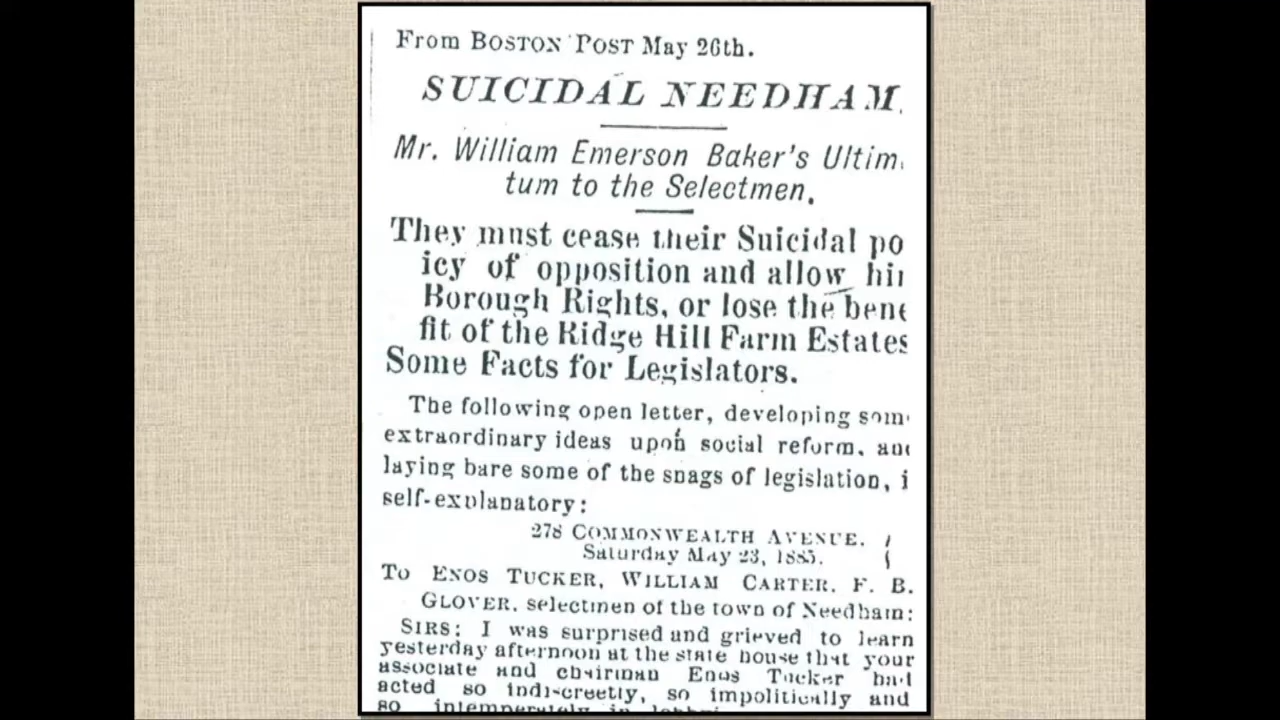 From BOSTON POST May 26th.
SUICIDAL NEEDHAM.
Mr. William Emerson Baker's Ultim
tum to the Selectmen.
They must cease their Suicidal po
icy of opposition and allow hi
Borough Rights, or lose the bene
fit of the Ridge Hill Farm Estates
Some Facts for Legislators.
The following open letter, developing som
extraordinary ideas upon social reform, and
laying bare some of the snags of legislation, i
self-explanatory:
278 COMMONWEALTH AVENUE,
Saturday May 23, 1885.
To ENOS TUCKER, WILLIAM CARTER, F. B.
GLOVER, selectmen of the town of Needham:
SIRS: I was surprised and grieved to learn
yesterday afternoon at the state house that your
associate and chairman Enos Tucker had
acted so indiscreetly, so impolitically and
so intemperately in